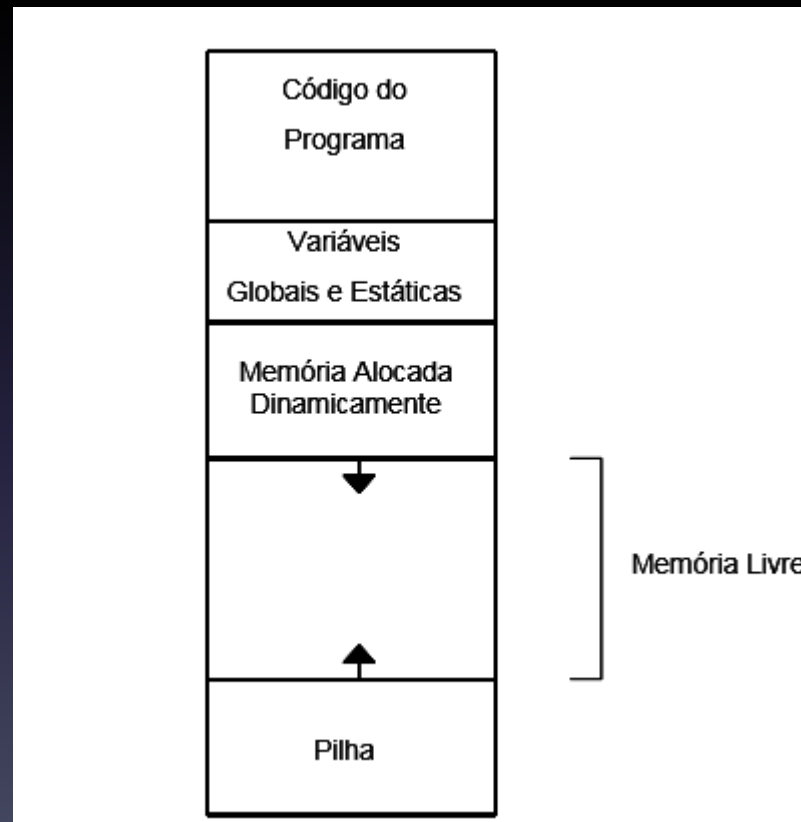 Código do
Programa
Variáveis
Globais e Estáticas
Memória Alocada
Dinamicamente
Memória Livre
Pilha